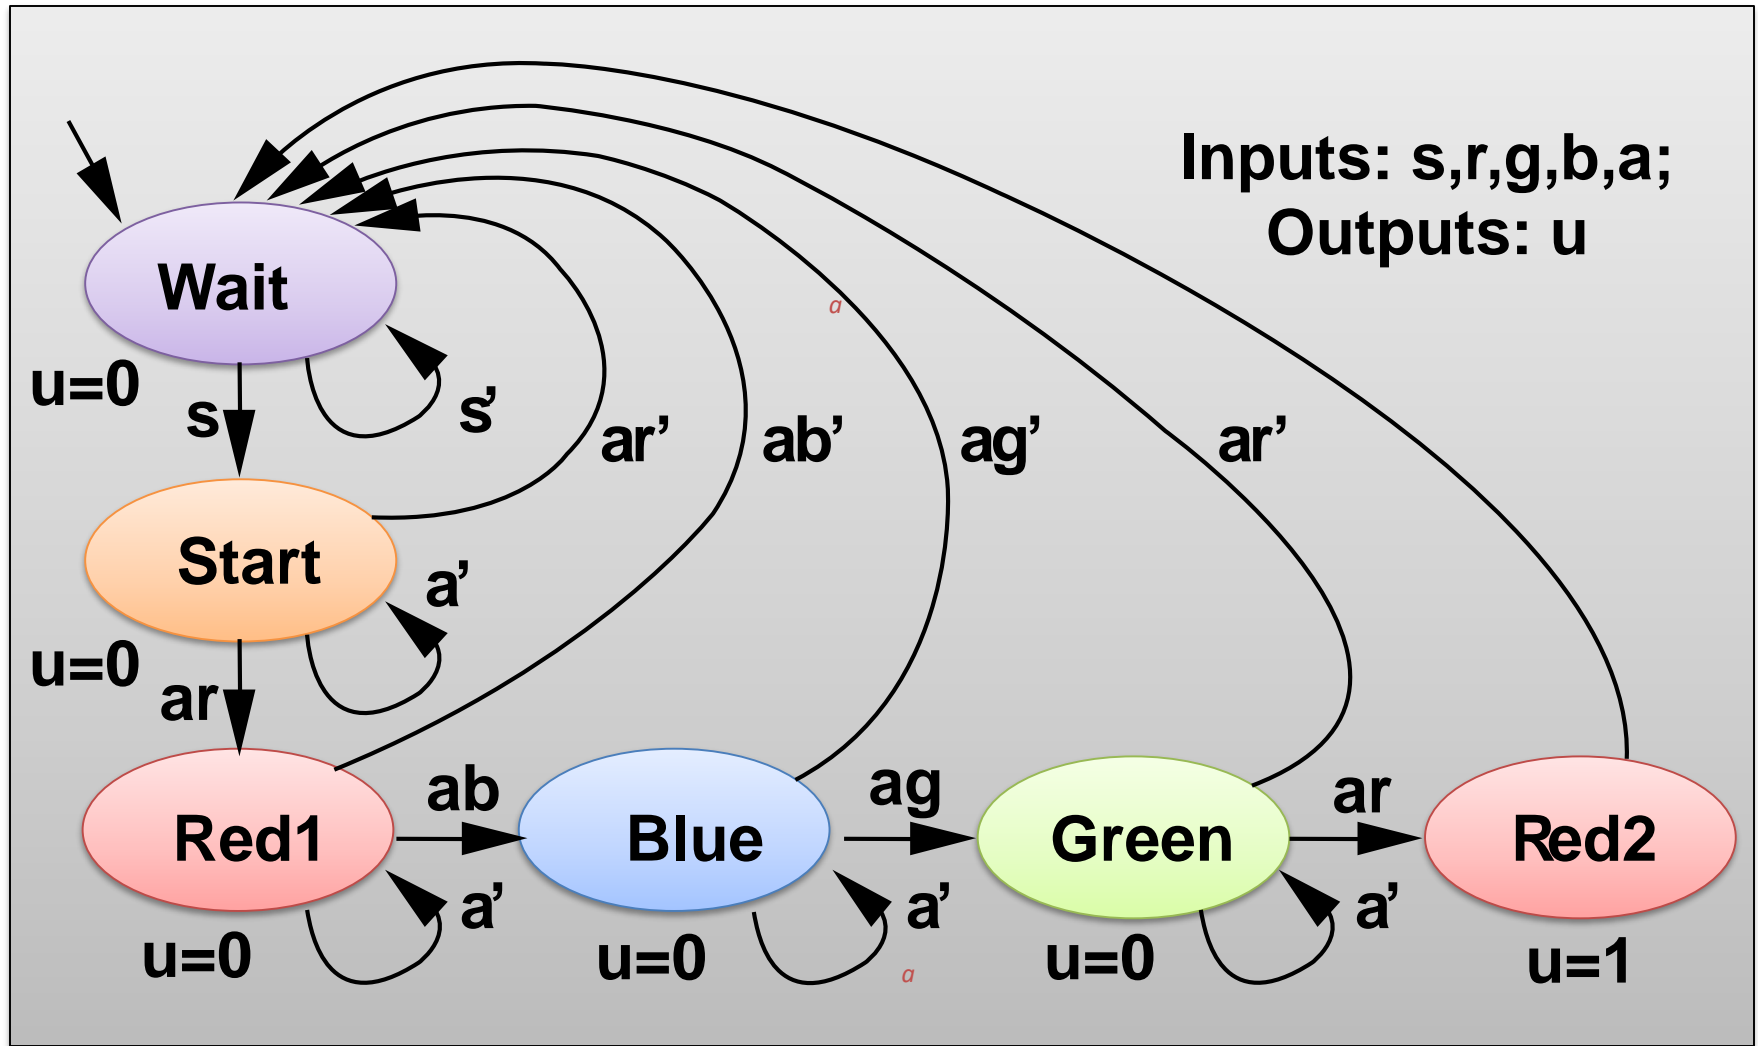 Inputs: s,r,g,b,a;
Outputs: u
Wait
a
u=0
s
s’
ar’
ab’
ag’
ar’
Start
a’
u=0
ar
Red1
ab
Blue
ag
Green
ar
Red2
a’
a’
a’
u=0
u=0
u=0
u=1
a